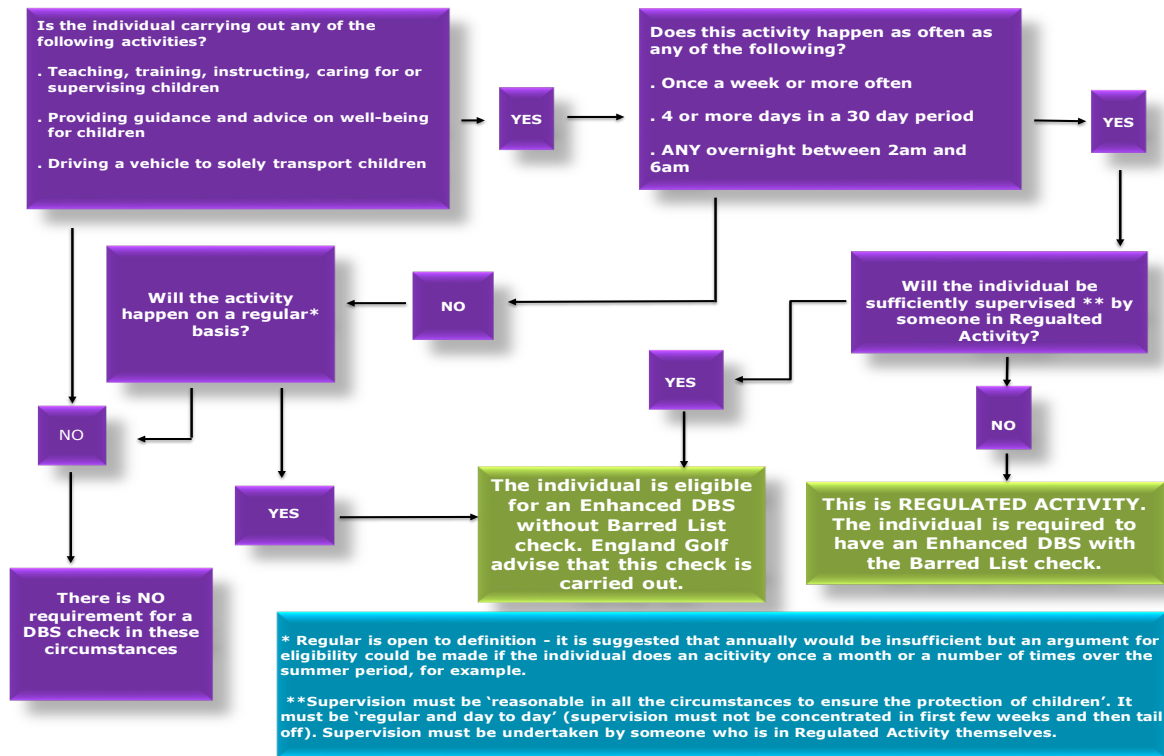 Is the individual carrying out any of the
following activities?
. Teaching, training, instructing, caring for or
supervising children
. Providing guidance and advice on well-being
for children
. Driving a vehicle to solely transport children
YES
Does this activity happen as often as
any of the following?
. Once a week or more often
. 4 or more days in a 30 day period
. ANY overnight between 2am and
6am
YES
Will the activity
happen on a regular*
basis?
NO
Will the individual be
sufficiently supervised ** by
someone in Regualted
Activity?
YES
NO
NO
YES
The individual is eligible
for an Enhanced DBS
without Barred List
check. England Golf
advise that this check is
carried out.
This is REGULATED ACTIVITY.
The individual is required to
have an Enhanced DBS with
the Barred List check.
There is NO
requirement for a
DBS check in these
circumstances
* Regular is open to definition - it is suggested that annually would be insufficient but an argument for
eligibility could be made if the individual does an acitivity once a month or a number of times over the
summer period, for example.
**Supervision must be ‘reasonable in all the circumstances to ensure the protection of children’. It
must be ‘regular and day to day’ (supervision must not be concentrated in first few weeks and then tail
off). Supervision must be undertaken by someone who is in Regulated Activity themselves.